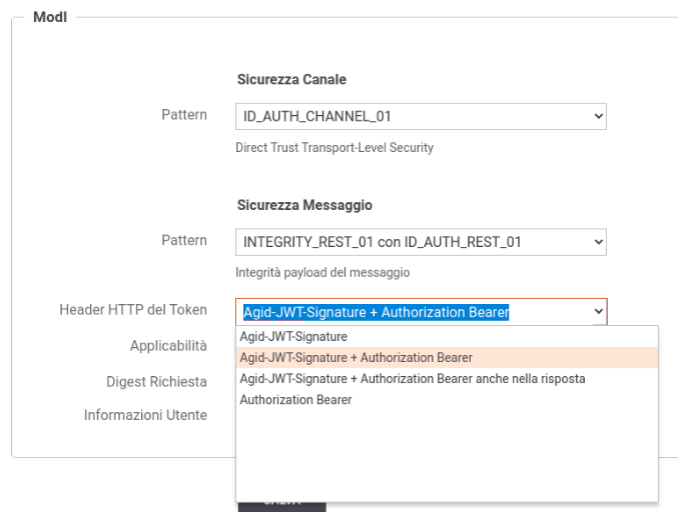 ModI
Sicurezza Canale
Pattern
ID_AUTH_CHANNEL_01
Direct Trust Transport-Level Security
Sicurezza Messaggio
Pattern
INTEGRITY_REST_01 con ID_AUTH_REST_01
Integrità payload del messaggio
Header HTTP del Token
Agid-JWT-Signature + Authorization Bearer
Agid-JWT-Signature
Applicabilità
Agid-JWT-Signature + Authorization Bearer
Digest Richiesta
Agid-JWT-Signature + Authorization Bearer anche nella risposta
Authorization Bearer
Informazioni Utente